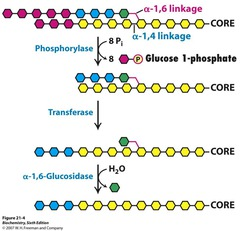 α-1,6 linkage
CORE
Phosphorylase
8 Pi
8
P
Glucose 1-phosphate
α-1,4 linkage
CORE
Transferase
CORE
α-1,6-Glucosidase
H2O
CORE
Figure 21-4
Biochemistry, Sixth Edition
© 2007 W. H. Freeman and Company